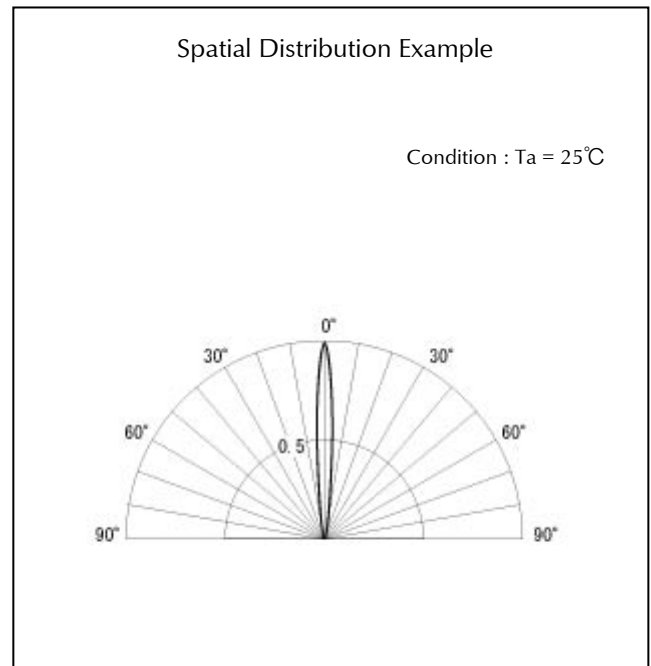 Spatial Distribution Example
Condition : Ta = 25℃
0°
30° 30°
60° 60°
0.5
90° 90°